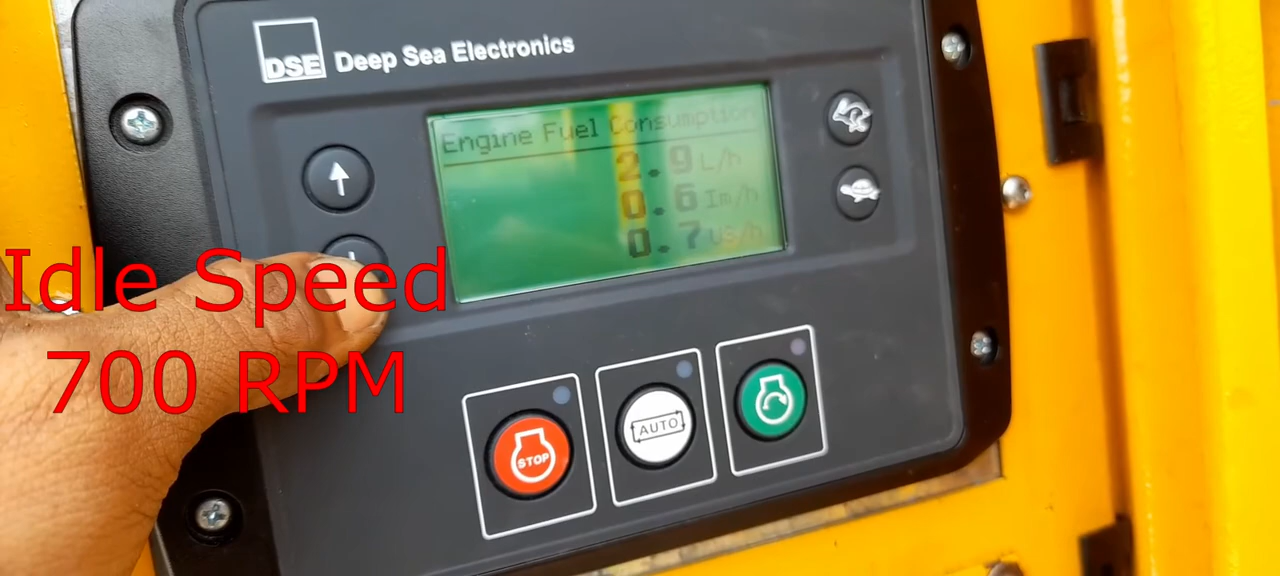 DSE Deep Sea Electronics
Engine Fuel Consumption
2.9 L/h
0.6 Im/h
0.7 US/h
Idle Speed
700 RPM
STOP
AUTO